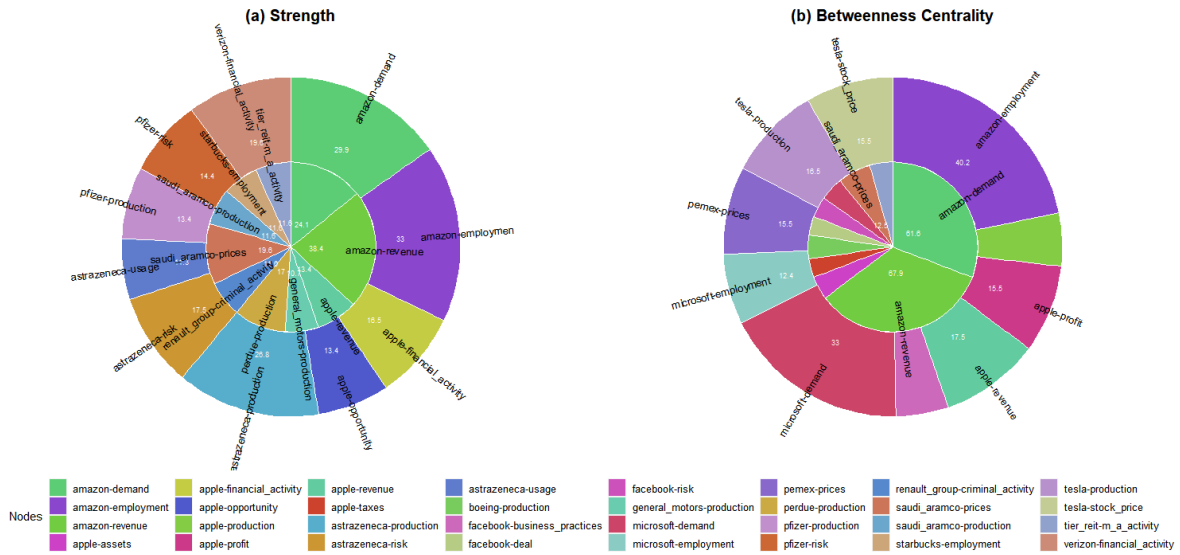 (a) Strength
(b) Betweenness Centrality
verizon-financial_activity
amazon-demand
tier_reit-m_a_activity
pfizer-risk
starbucks-employment
19.6
29.9
14.4
saudi_aramco-production
pfizer-production
13.4
11.6
24.1
amazon-revenue
amazon-employmen
33
38.4
astrazeneca-usage
saudi_aramco-prices
19.6
17.5
renault_group-criminal_activity
astrazeneca-risk
17
13.4
general_motors-production
apple-revenue
16.5
apple-financial_activity
perdue-production
26.8
13.4
astrazeneca-production
apple-opportunity
tesla-stock_price
amazon-employment
tesla-production
15.5
saudi_aramco-prices
40.2
16.5
12.5
amazon-demand
pemex-prices
15.5
61.6
microsoft-employment
12.4
67.9
amazon-revenue
15.5
apple-profit
33
17.5
microsoft-demand
apple-revenue
Nodes
amazon-demand
amazon-employment
amazon-revenue
apple-assets
apple-financial_activity
apple-opportunity
apple-production
apple-profit
apple-revenue
apple-taxes
astrazeneca-production
astrazeneca-risk
astrazeneca-usage
boeing-production
facebook-business_practices
facebook-deal
facebook-risk
general_motors-production
microsoft-demand
microsoft-employment
pemex-prices
perdue-production
pfizer-production
pfizer-risk
renault_group-criminal_activity
saudi_aramco-prices
saudi_aramco-production
starbucks-employment
tesla-production
tesla-stock_price
tier_reit-m_a_activity
verizon-financial_activity